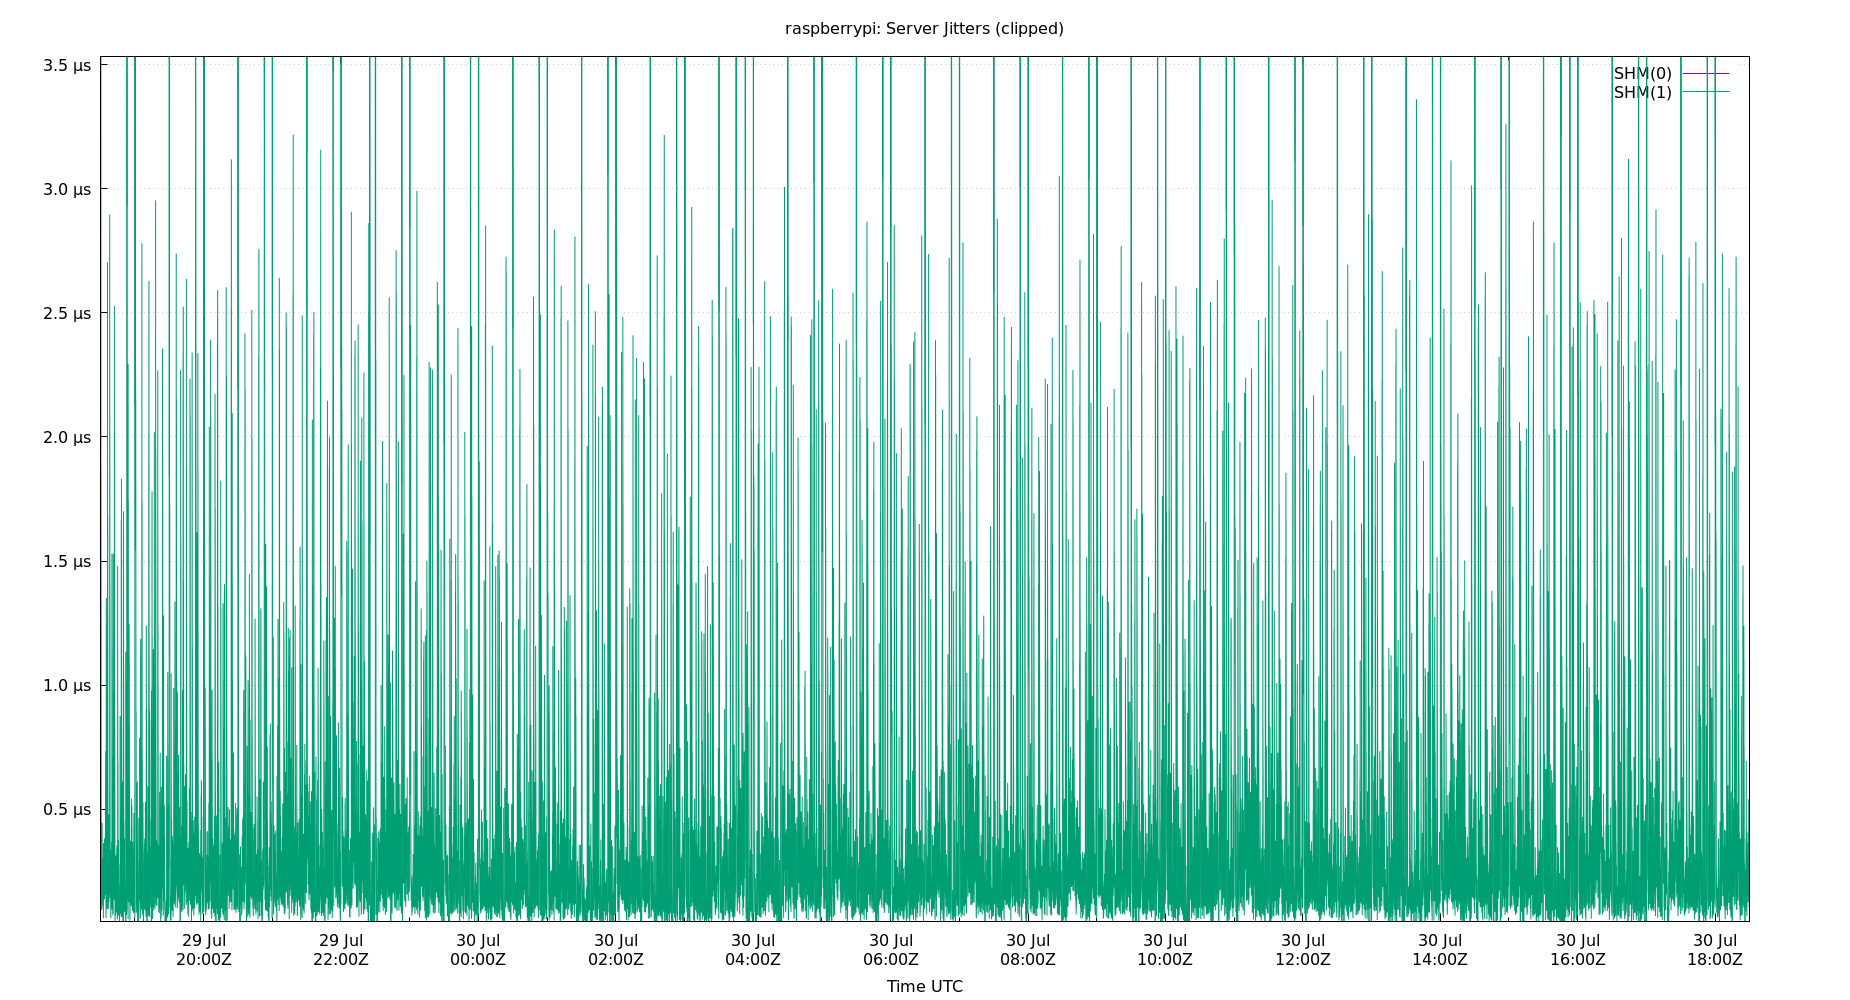 raspberrypi: Server Jitters (clipped)
3.5 µs
3.0 µs
2.5 µs
2.0 µs
1.5 µs
1.0 µs
0.5 µs
SHM(0)
SHM(1)
29 Jul 29 Jul 30 Jul 30 Jul 30 Jul 30 Jul 30 Jul 30 Jul 30 Jul 30 Jul 30 Jul 30 Jul
20:00Z 22:00Z 00:00Z 02:00Z 04:00Z 06:00Z 08:00Z 10:00Z 12:00Z 14:00Z 16:00Z 18:00Z
Time UTC